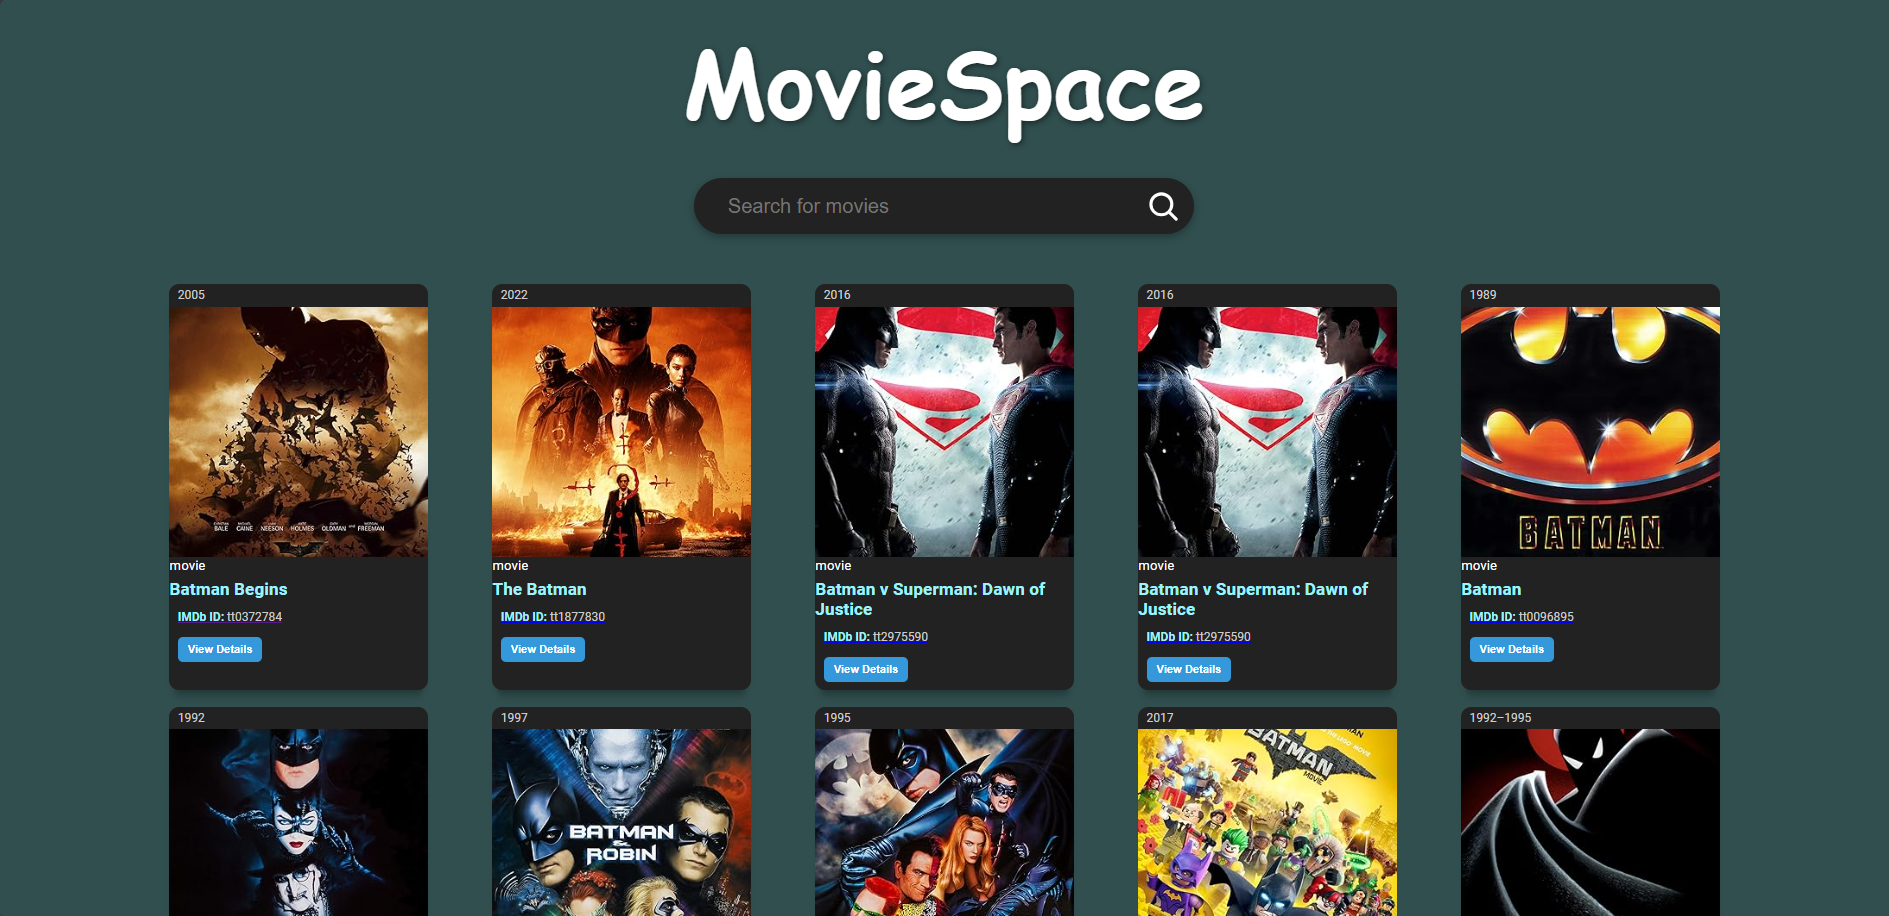 MovieSpace
Search for movies
2005
2022
2016
2016
1989
CHRISTIAN BALE MICHAEL CAINE LIAM NEESON KATIE HOLMES GARY OLDMAN AND MORGAN FREEMAN
BATMAN
movie
Batman Begins
IMDb ID: tt0372784
View Details
movie
The Batman
IMDb ID: tt1877830
View Details
movie
Batman v Superman: Dawn of
Justice
IMDb ID: tt2975590
View Details
movie
Batman v Superman: Dawn of
Justice
IMDb ID: tt2975590
View Details
movie
Batman
IMDb ID: tt0096895
View Details
1992
1997
1995
2017
1992–1995
BATMAN
&
ROBIN
BATMAN
MOVIE